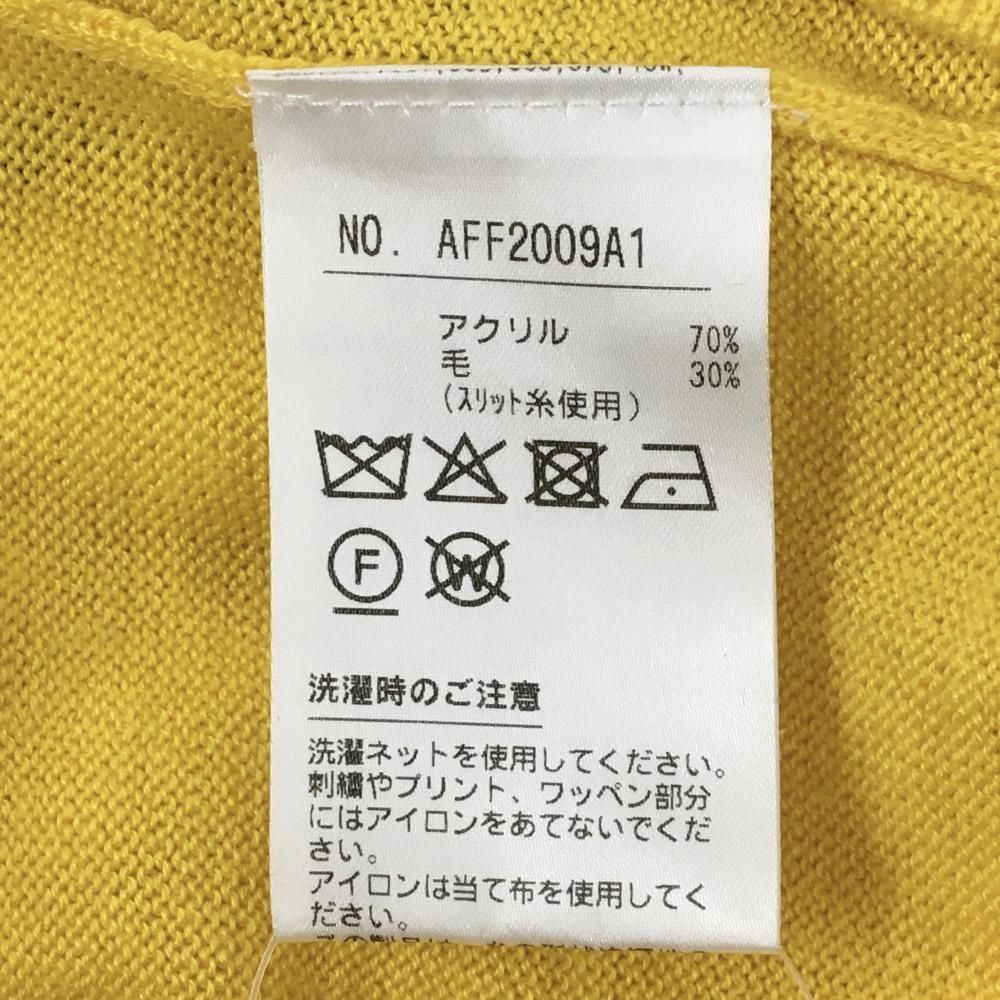 NO. AFF2009A1
アクリル 70%
毛 30%
(ｽﾘｯﾄ糸使用)
F W
洗濯時のご注意
洗濯ネットを使用してください。
刺繍やプリント、ワッペン部分
にはアイロンをあてないでくだ
さい。
アイロンは当て布を使用してく
ださい。